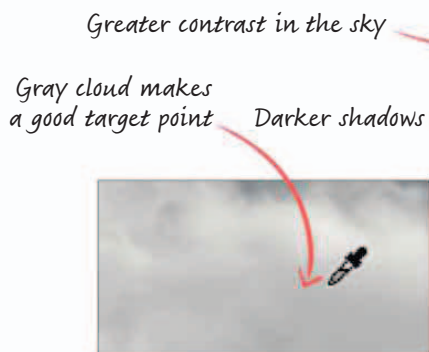 Greater contrast in the sky
Gray cloud makes
a good target point
Darker shadows